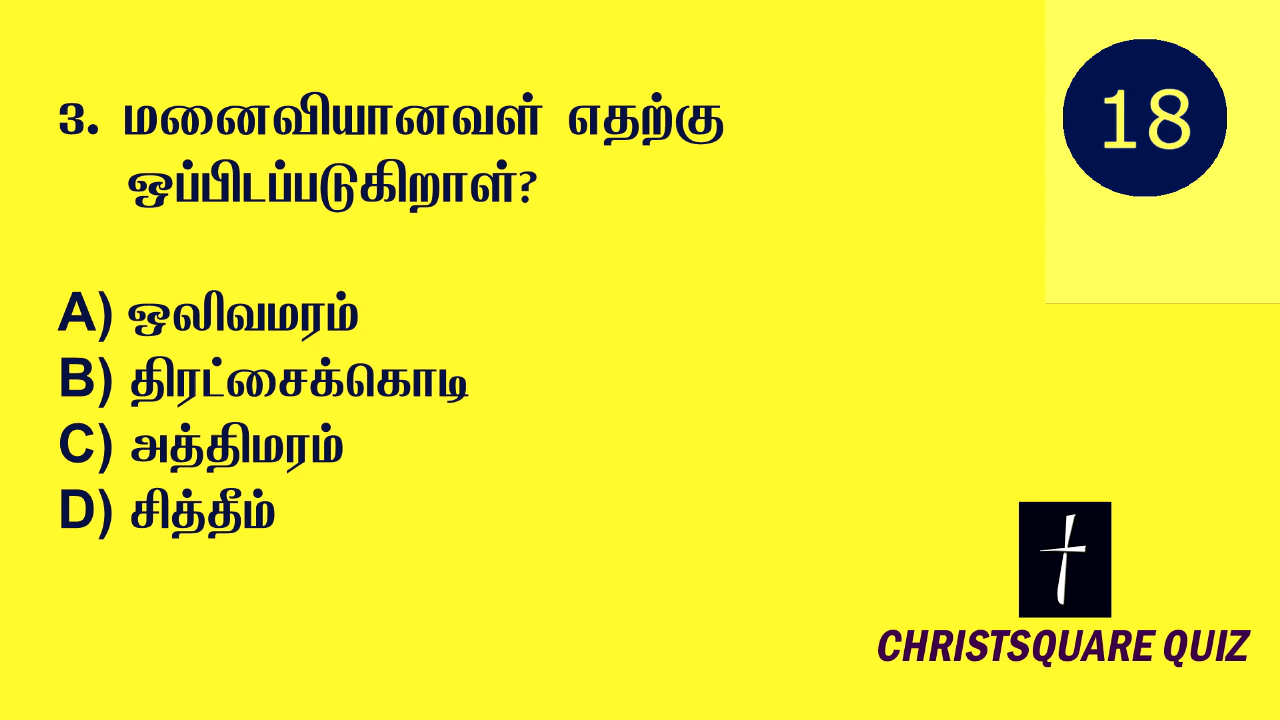 3. மனைவியானவள் எதற்கு
ஒப்பிடப்படுகிறாள்?
18
A) ஒலிவமரம்
B) திரட்சைக்கொடி
C) அத்திமரம்
D) சித்தீம்
CHRISTSQUARE QUIZ